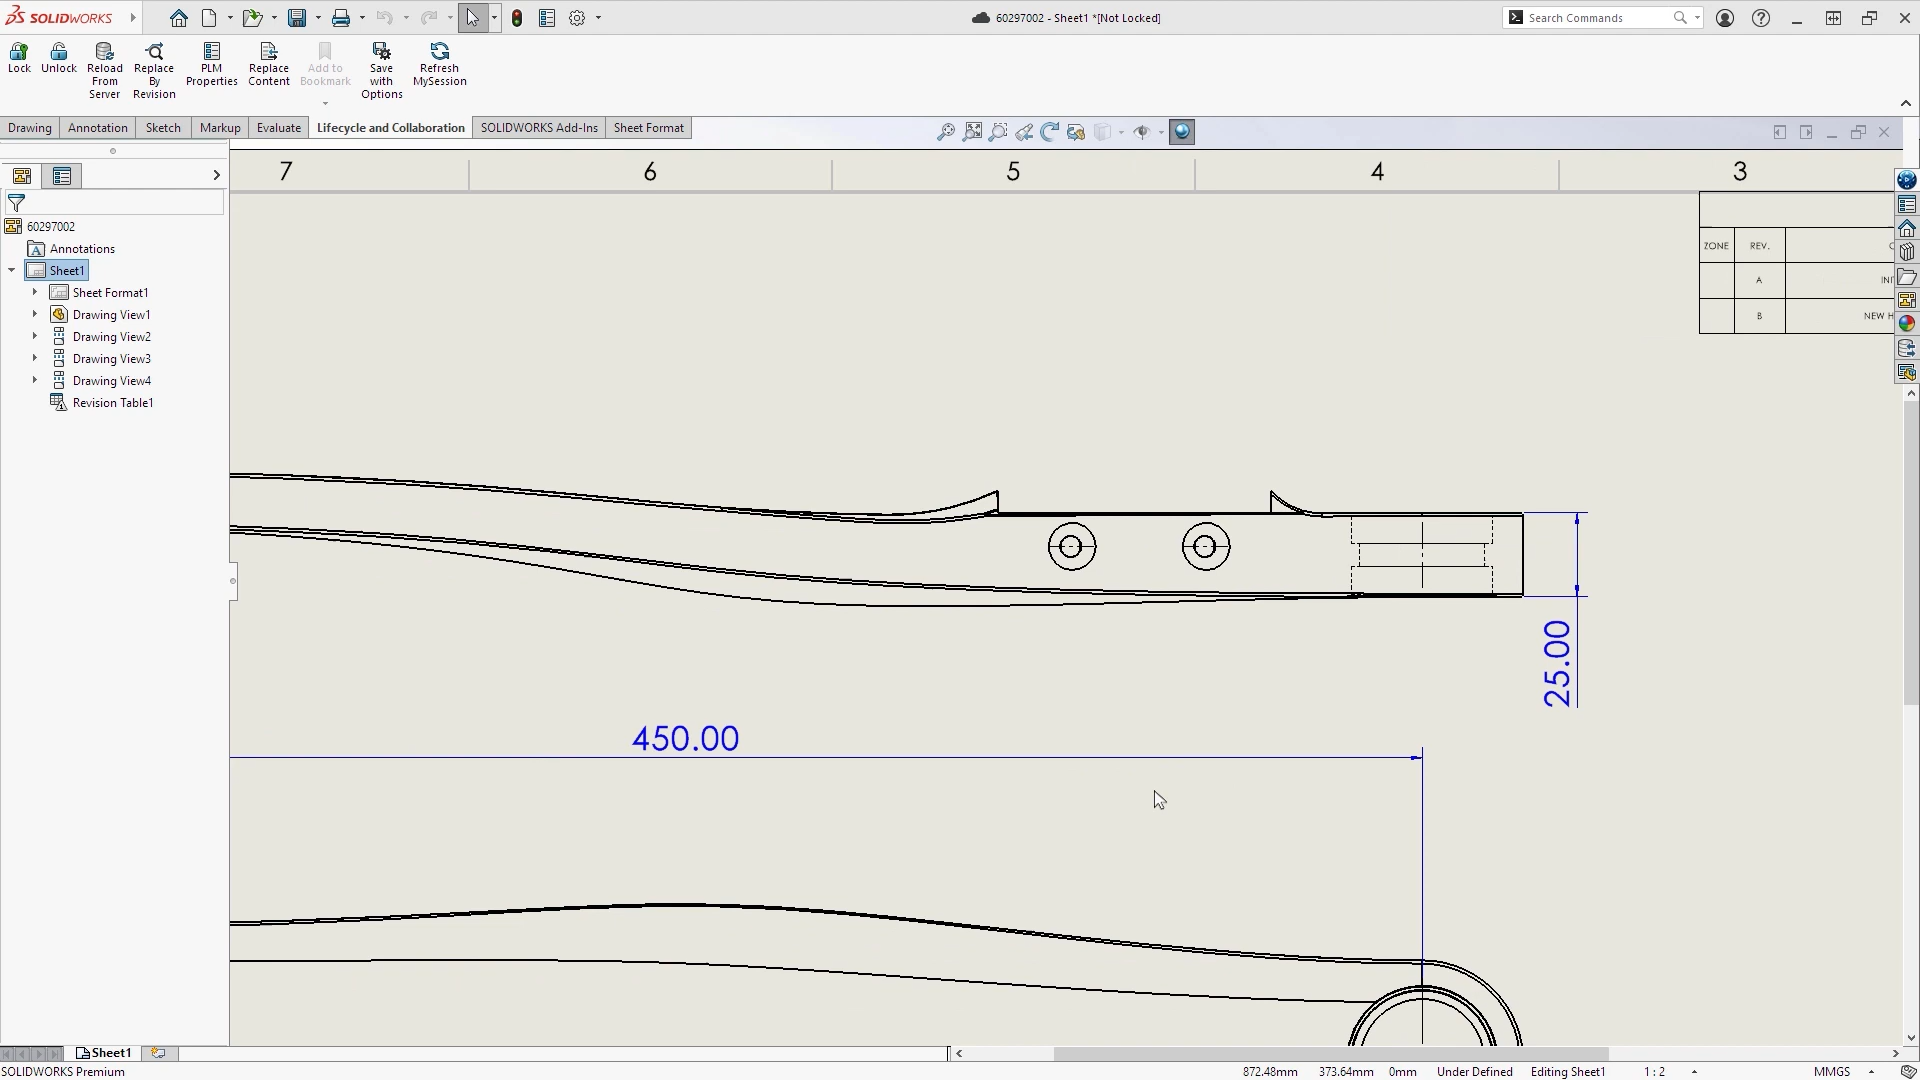 SOLIDWORKS
60297002 - Sheet1 *[Not Locked]
Search Commands
Lock
Unlock
Reload
From
Server
Replace
By
Revision
PLM
Properties
Replace
Content
Add to
Bookmark
Save
with
Options
Refresh
MySession
Drawing
Annotation
Sketch
Markup
Evaluate
Lifecycle and Collaboration
SOLIDWORKS Add-Ins
Sheet Format
7
6
5
4
3
60297002
Annotations
Sheet1
Sheet Format1
Drawing View1
Drawing View2
Drawing View3
Drawing View4
Revision Table1
ZONE
REV.
A
B
NEW H
25.00
450.00
Sheet1
SOLIDWORKS Premium
872.48mm
373.64mm
0mm
Under Defined
Editing Sheet1
1 : 2
MMGS